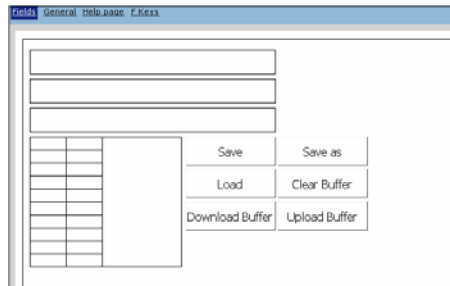 Fields General Help page F.Keys
Save Save as
Load Clear Buffer
Download Buffer Upload Buffer